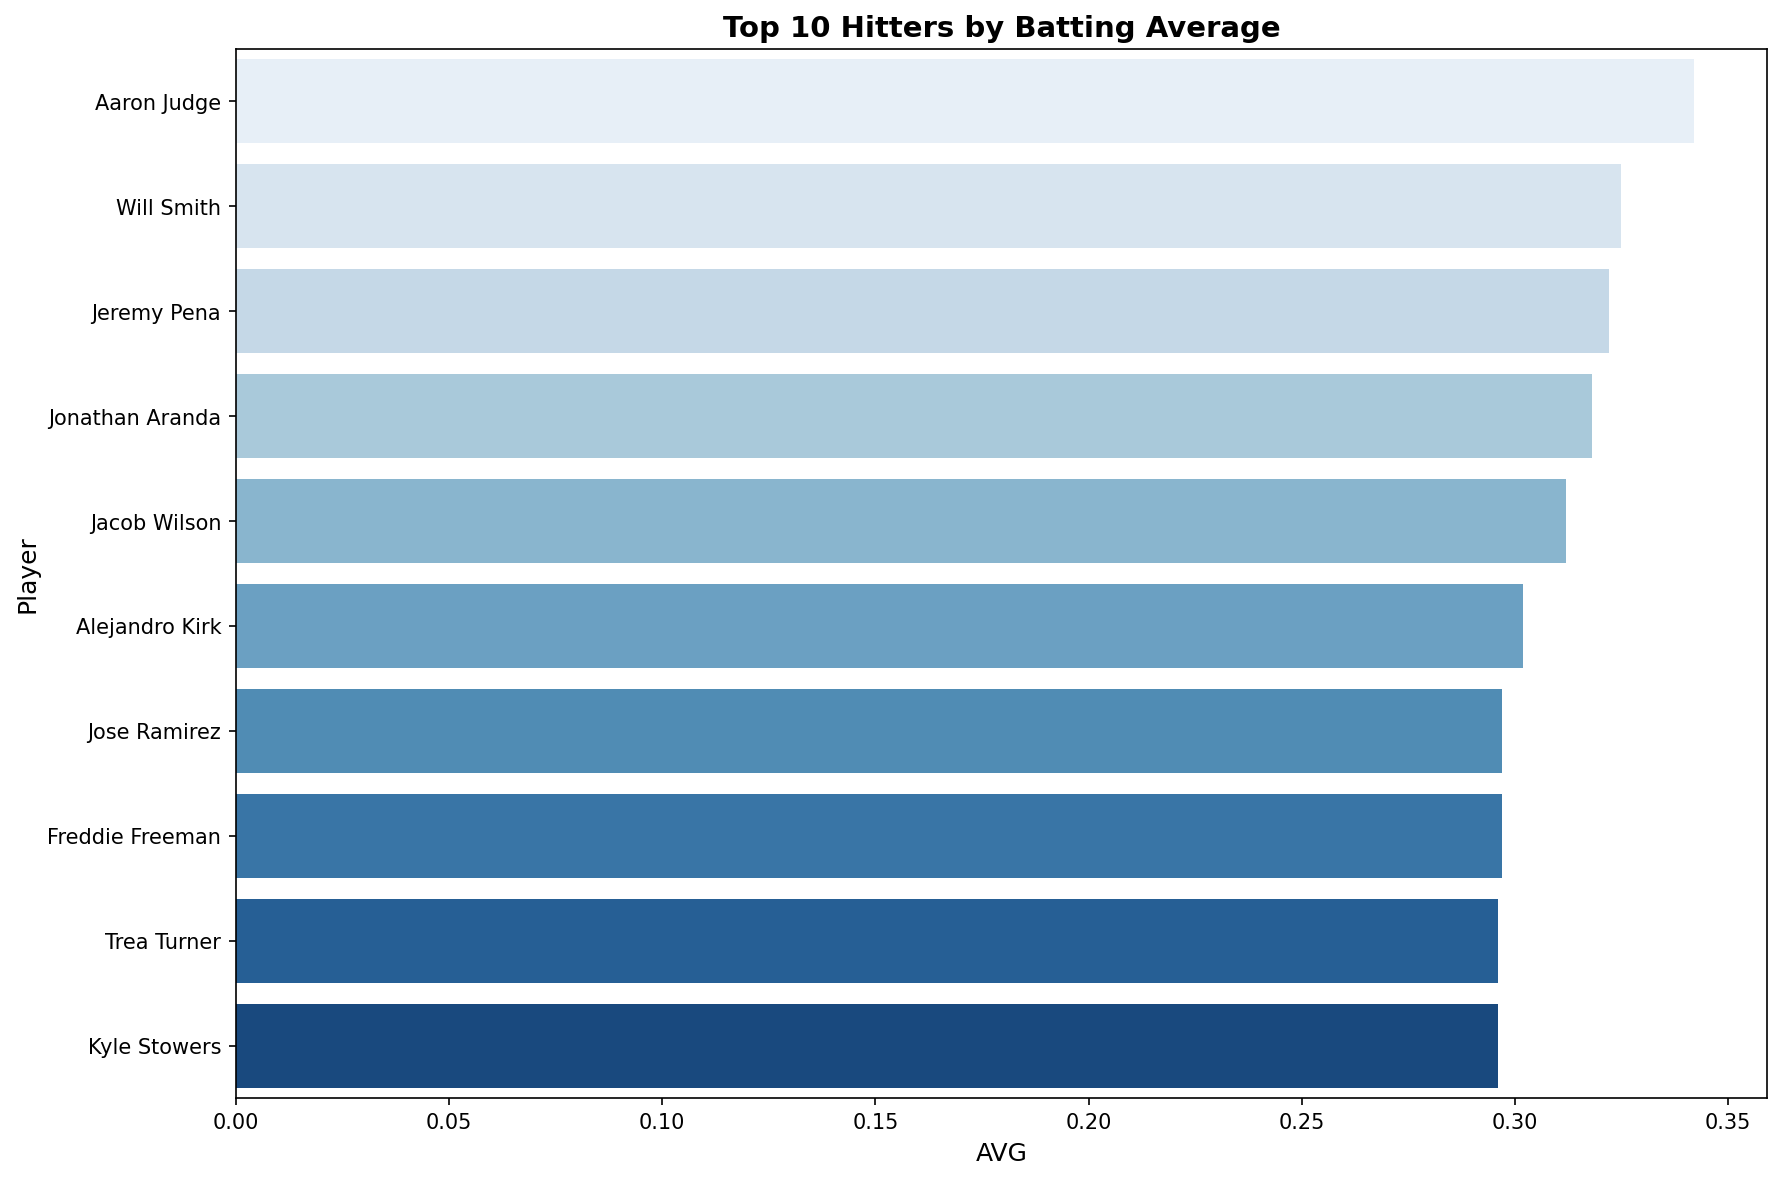 Top 10 Hitters by Batting Average
Aaron Judge
Will Smith
Jeremy Pena
Jonathan Aranda
Jacob Wilson
Alejandro Kirk
Jose Ramirez
Freddie Freeman
Trea Turner
Kyle Stowers
Player
0.00 0.05 0.10 0.15 0.20 0.25 0.30 0.35
AVG